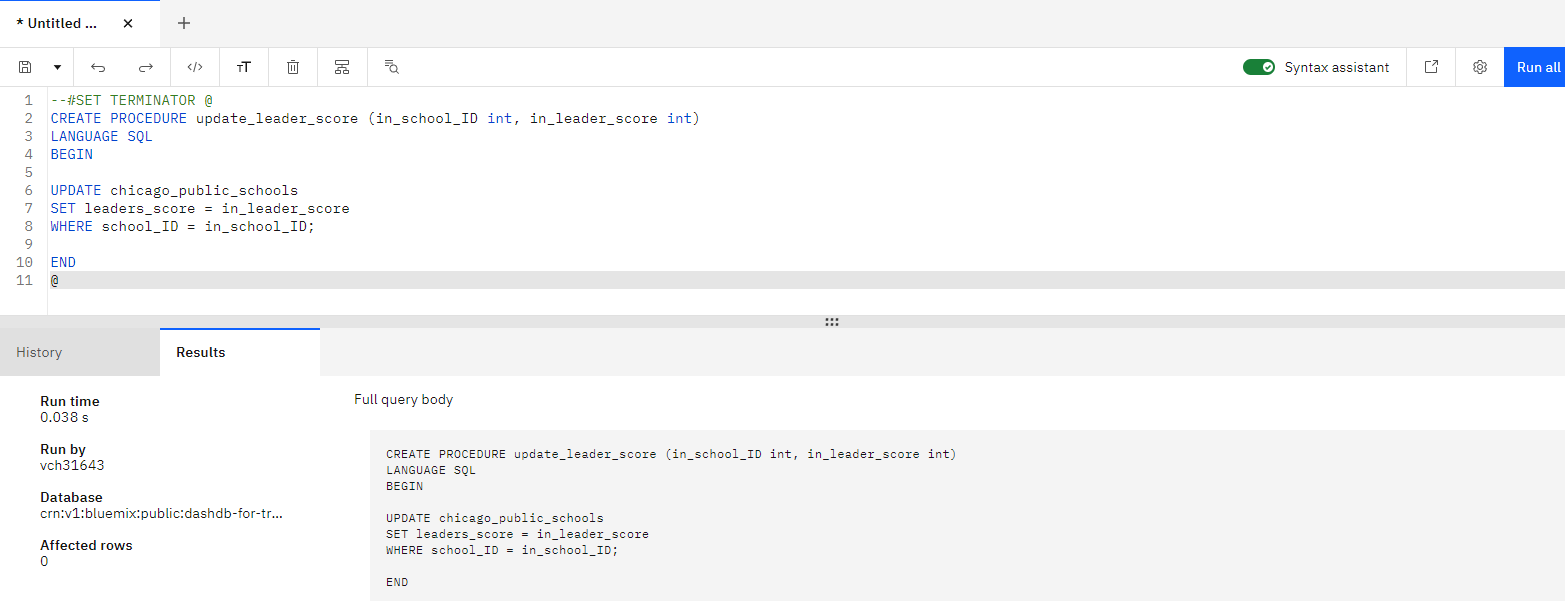 * Untitled ...
Syntax assistant
Run all
1 --#SET TERMINATOR @
2 CREATE PROCEDURE update_leader_score (in_school_ID int, in_leader_score int)
3 LANGUAGE SQL
4 BEGIN
5
6 UPDATE chicago_public_schools
7 SET leaders_score = in_leader_score
8 WHERE school_ID = in_school_ID;
9
10 END
11 @
History
Results
Run time
0.038 s
Run by
vch31643
Database
crn:v1:bluemix:public:dashdb-for-tr...
Affected rows
0
Full query body
CREATE PROCEDURE update_leader_score (in_school_ID int, in_leader_score int)
LANGUAGE SQL
BEGIN
UPDATE chicago_public_schools
SET leaders_score = in_leader_score
WHERE school_ID = in_school_ID;
END